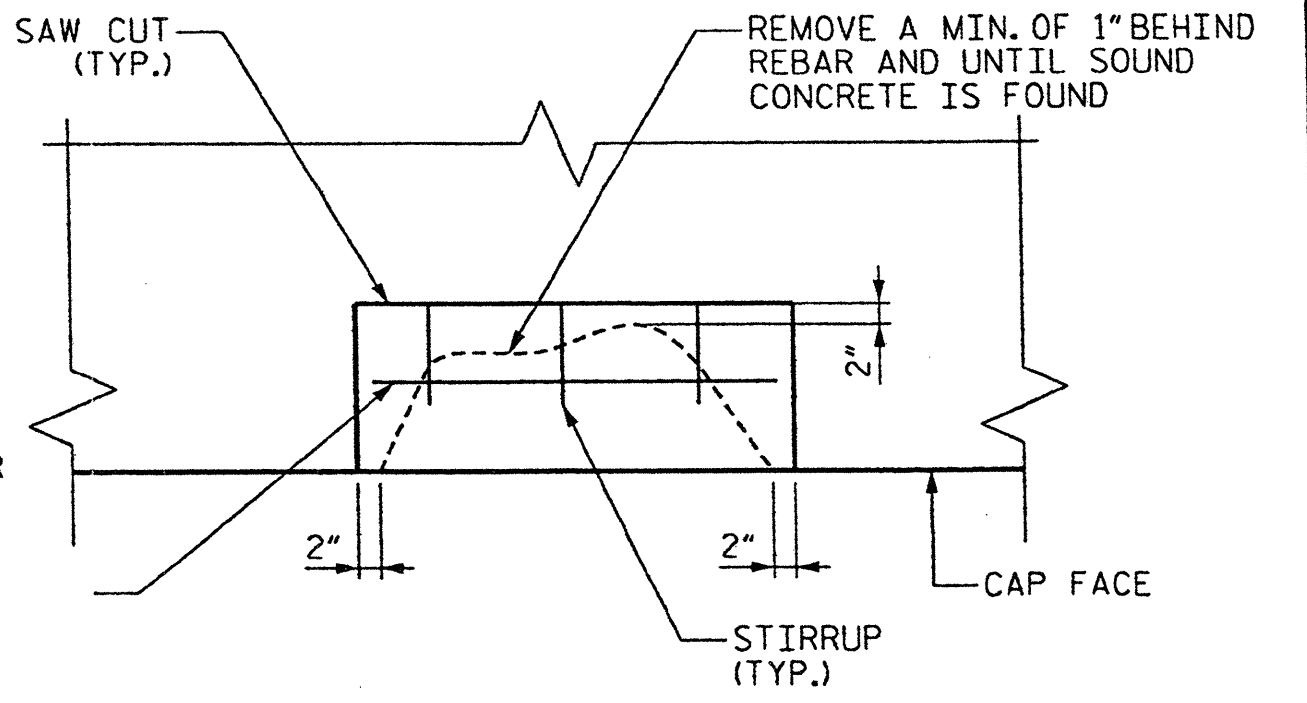 SAW CUT
(TYP.)
REMOVE A MIN. OF 1" BEHIND
REBAR AND UNTIL SOUND
CONCRETE IS FOUND
2"
2"
2"
CAP FACE
STIRRUP
(TYP.)